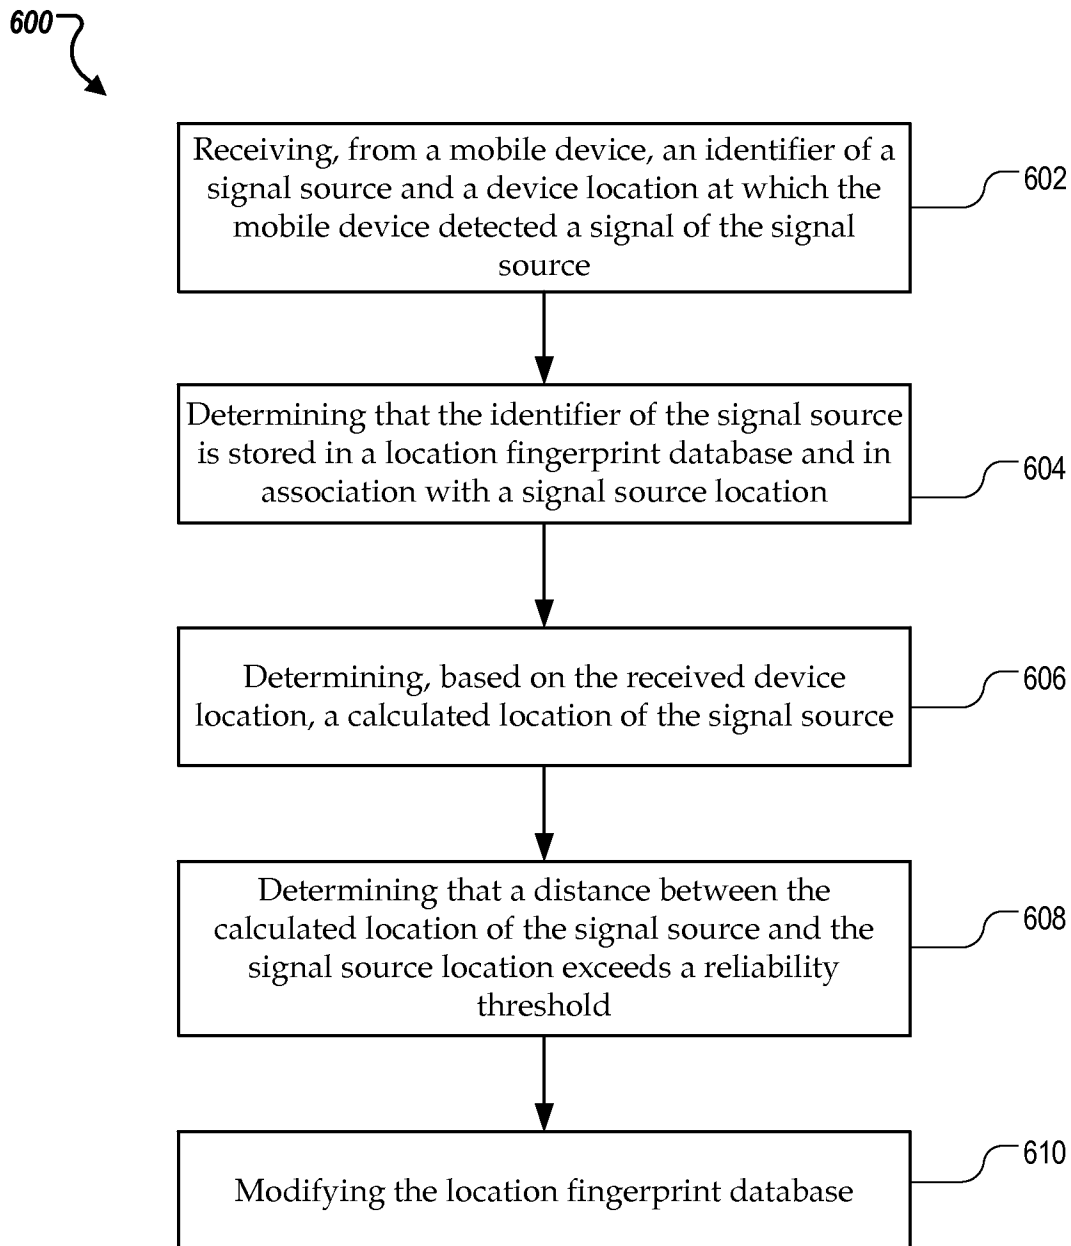 600
Receiving, from a mobile device, an identifier of a
signal source and a device location at which the
mobile device detected a signal of the signal
source
602
Determining that the identifier of the signal source
is stored in a location fingerprint database and in
association with a signal source location
604
Determining, based on the received device
location, a calculated location of the signal source
606
Determining that a distance between the
calculated location of the signal source and the
signal source location exceeds a reliability
threshold
608
Modifying the location fingerprint database
610